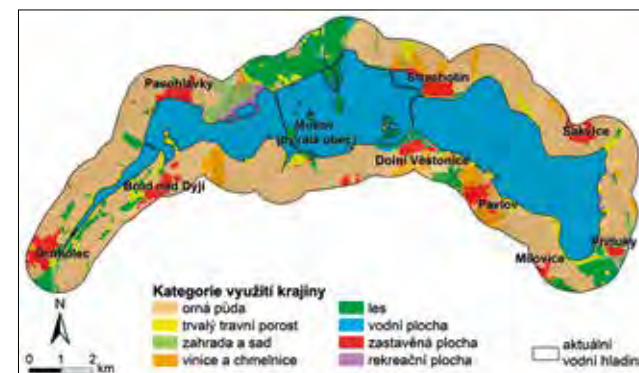 Pasohlávky
Strachotín
Mušov
(bývalá obec)
Šakvice
Dolní Věstonice
Brod nad Dyjí
Pavlov
Drnholec
Přítluky
Milovice
Kategorie využití krajiny
orná půda
trvalý travní porost
zahrada a sad
vinice a chmelnice
les
vodní plocha
zastavěná plocha
rekreační plocha
aktuální
vodní hladina
N
0 1 2
km